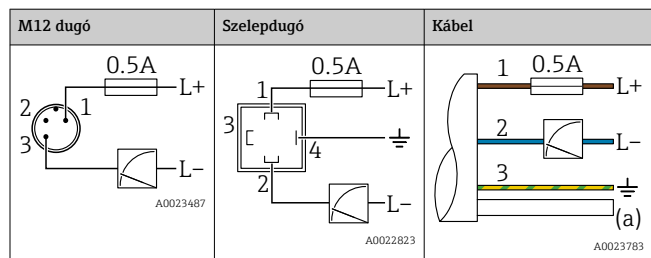 M12 dugó
Szelepdugó
Kábel
0.5A
L+
2
1
3
L–
A0023487
0.5A
1
L+
3
4
2
L–
A0022823
1
0.5A
L+
2
L–
3
(a)
A0023783